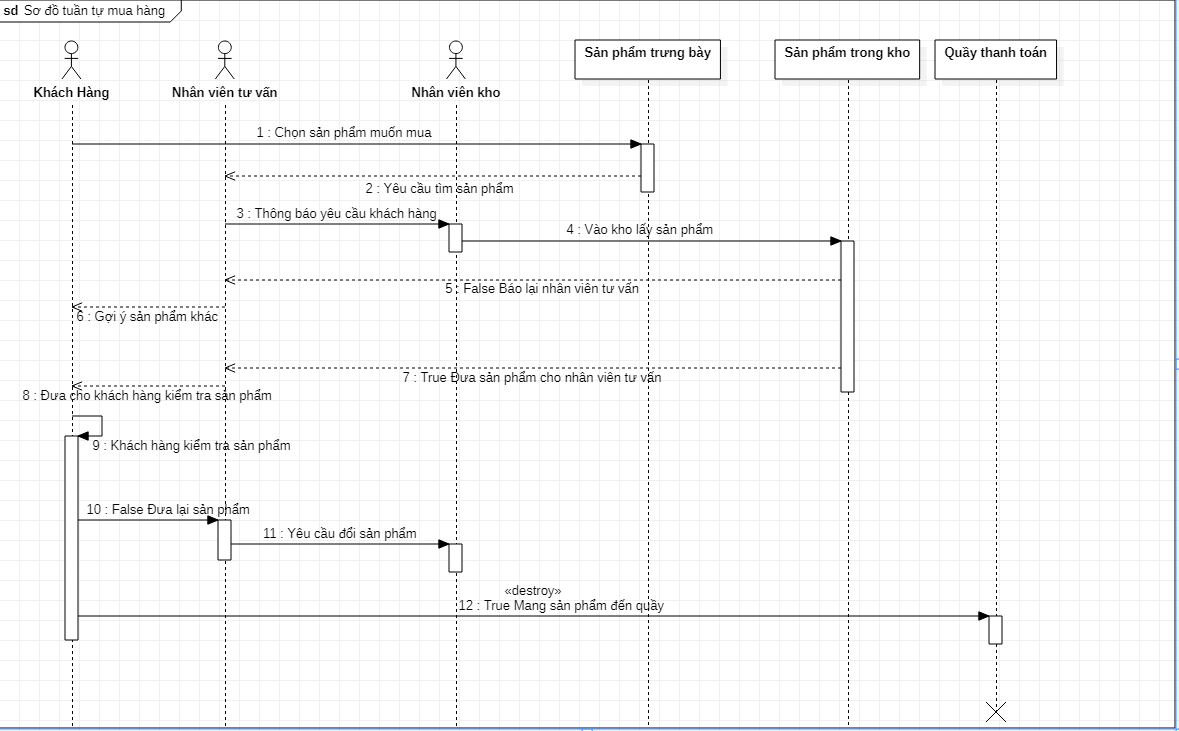 sd Sơ đồ tuần tự mua hàng
Khách Hàng
Nhân viên tư vấn
Nhân viên kho
Sản phẩm trưng bày
Sản phẩm trong kho
Quầy thanh toán
1 : Chọn sản phẩm muốn mua
2 : Yêu cầu tìm sản phẩm
3 : Thông báo yêu cầu khách hàng
4 : Vào kho lấy sản phẩm
5 : False Báo lại nhân viên tư vấn
6 : Gợi ý sản phẩm khác
7 : True Đưa sản phẩm cho nhân viên tư vấn
8 : Đưa cho khách hàng kiểm tra sản phẩm
9 : Khách hàng kiểm tra sản phẩm
10 : False Đưa lại sản phẩm
11 : Yêu cầu đổi sản phẩm
«destroy»
12 : True Mang sản phẩm đến quầy